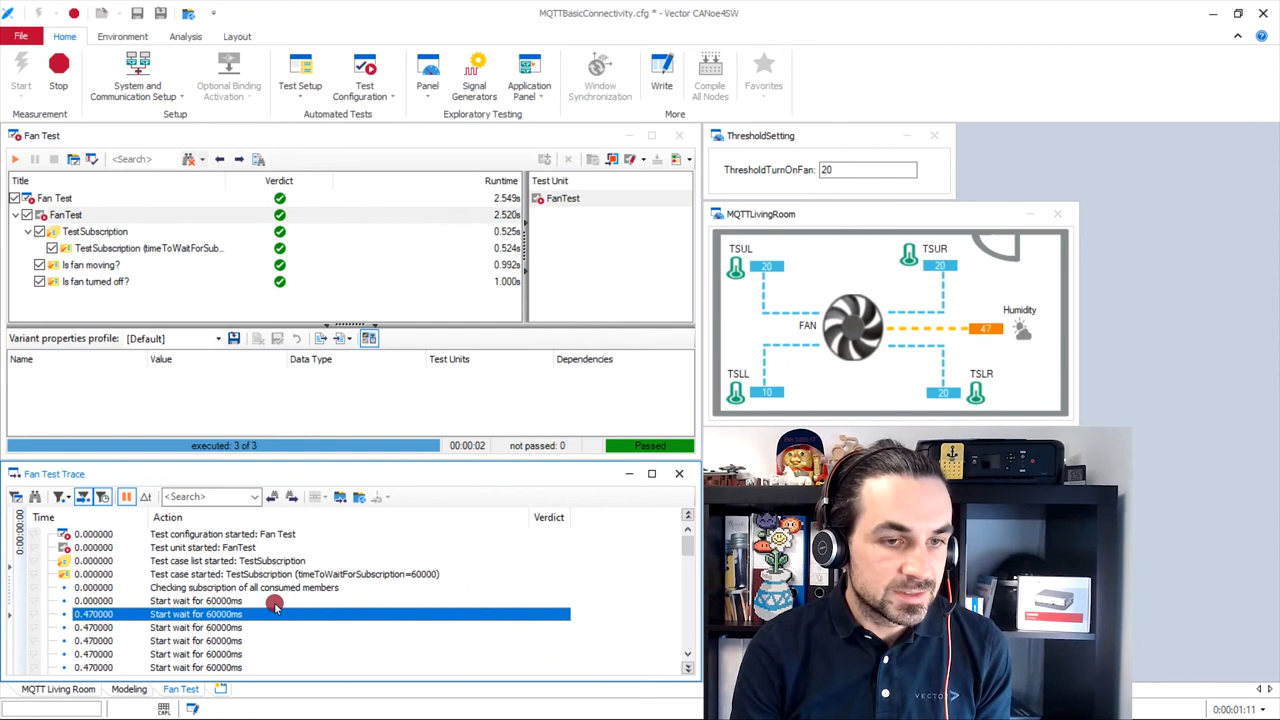 MQTTBasicConnectivity.cfg * - Vector CANoe4SW
File Home Environment Analysis Layout
Start Stop System and Communication Setup Optional Binding Activation Test Setup Test Configuration Panel Signal Generators Application Panel Window Synchronization Write Compile All Nodes Favorites
Measurement Setup Automated Tests Exploratory Testing More
Fan Test
<Search>
Title Verdict Runtime Test Unit
Fan Test 2.549s FanTest
FanTest 2.520s
TestSubscription 0.525s
TestSubscription (timeToWaitForSub... 0.524s
Is fan moving? 0.992s
Is fan turned off? 1.000s
Variant properties profile: [Default]
Name Value Data Type Test Units Dependencies
executed: 3 of 3 00:00:02 not passed: 0 Passed
ThresholdSetting
ThresholdTurnOnFan: 20
MQTTLivingRoom
TSUL TSUR
20 20
Humidity
FAN 47
TSLL TSLR
10 20
Fan Test Trace
Δt <Search>
Time Action Verdict
0.000000 Test configuration started: Fan Test
0.000000 Test unit started: FanTest
0.000000 Test case list started: TestSubscription
0.000000 Test case started: TestSubscription (timeToWaitForSubscription=60000)
0.000000 Checking subscription of all consumed members
0.000000 Start wait for 60000ms
0.470000 Start wait for 60000ms
0.470000 Start wait for 60000ms
0.470000 Start wait for 60000ms
0.470000 Start wait for 60000ms
0.470000 Start wait for 60000ms
00:00:00:00
MQTT Living Room Modeling Fan Test
CAPL
0:00:01:11
VECTOR